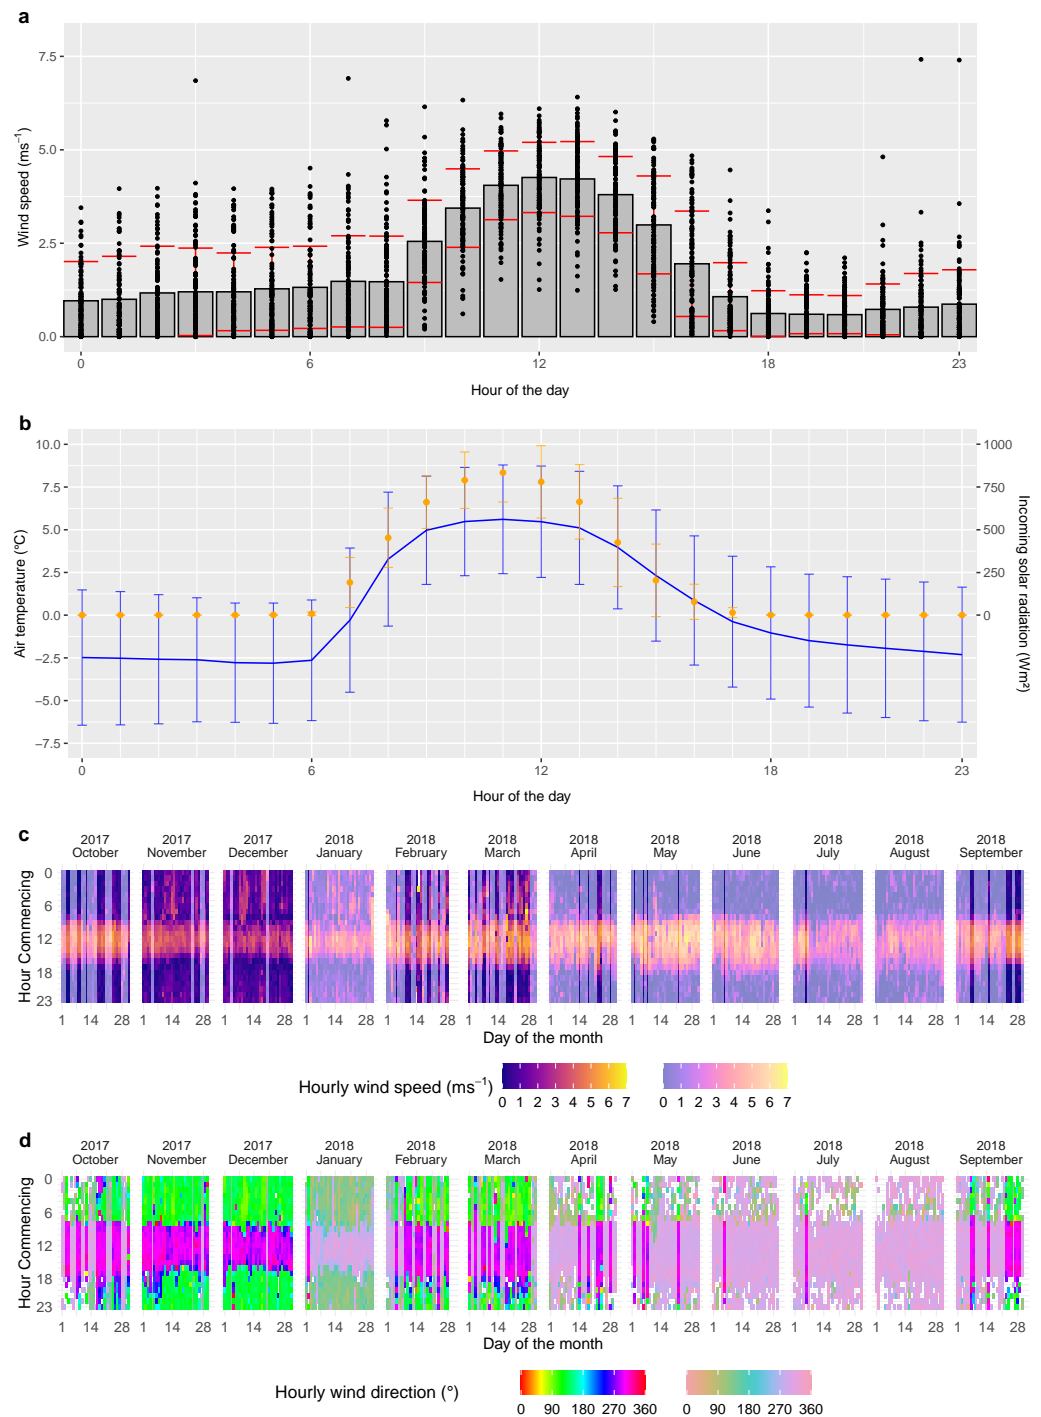 a
Wind speed (ms⁻¹)
7.5
5.0
2.5
0.0
0 6 12 18 23
Hour of the day
b
Air temperature (°C)
10.0
7.5
5.0
2.5
0.0
−2.5
−5.0
−7.5
1000
750
500
250
0
Incoming solar radiation (Wm²)
0 6 12 18 23
Hour of the day
c
2017 2017 2017 2018 2018 2018 2018 2018 2018 2018 2018 2018
October November December January February March April May June July August September
Hour Commencing
0
6
12
18
23
1 14 28 1 14 28 1 14 28 1 14 28 1 14 28 1 14 28 1 14 28 1 14 28 1 14 28 1 14 28 1 14 28 1 14 28
Day of the month
Hourly wind speed (ms⁻¹)
0 1 2 3 4 5 6 7 0 1 2 3 4 5 6 7
d
2017 2017 2017 2018 2018 2018 2018 2018 2018 2018 2018 2018
October November December January February March April May June July August September
Hour Commencing
0
6
12
18
23
1 14 28 1 14 28 1 14 28 1 14 28 1 14 28 1 14 28 1 14 28 1 14 28 1 14 28 1 14 28 1 14 28 1 14 28
Day of the month
Hourly wind direction (°)
0 90 180 270 360 0 90 180 270 360